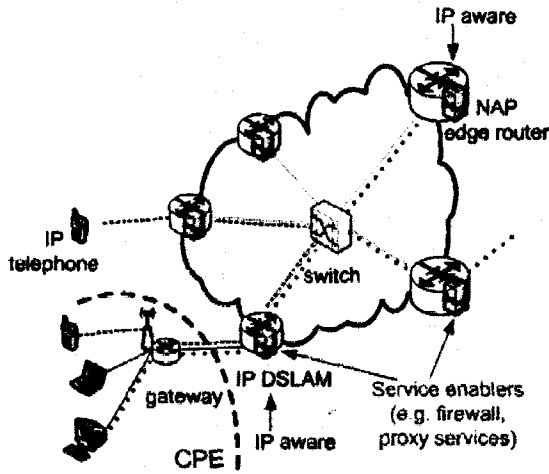 IP aware
NAP
edge router
IP
telephone
switch
gateway
IP DSLAM
CPE
IP aware
Service enablers
(e.g. firewall,
proxy services)